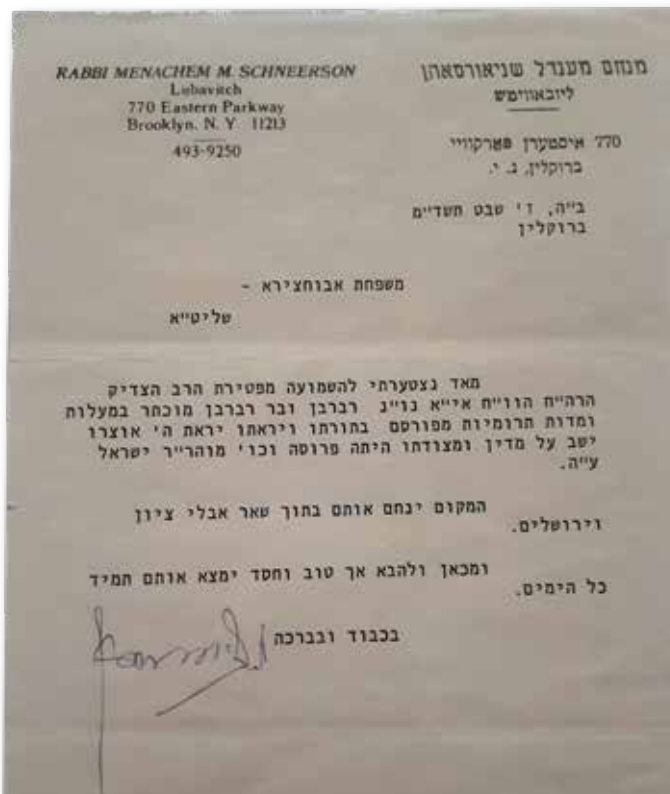 RABBI MENACHEM M. SCHNEERSON
Lubavitch
770 Eastern Parkway
Brooklyn, N. Y. 11213
493-9250
מנחם מענדל שניאורסאהן
ליובאוויטש
770 איסטערן פארקוויי
ברוקלין, נ. י.
ב"ה, ז' שבט תשד"מ
ברוקלין
משפחת אבוחצירא -
שליט"א
מאד נצטערתי להשמועה מפטירת הרב הצדיק
הרה"ח הוו"ח אי"א נו"נ רברבן ובר רברבן מוכתר במעלות
ומדות תרומיות מפורסם בתורתו ויראתו יראת ה' אוצרו
ישב על מדין ומצודתו היתה פרוסה וכו' מוהר"ר ישראל
ע"ה.
המקום ינחם אותם בתוך שאר אבלי ציון
וירושלים.
ומכאן ולהבא אך טוב וחסד ימצא אותם תמיד
כל הימים.
בכבוד ובברכה